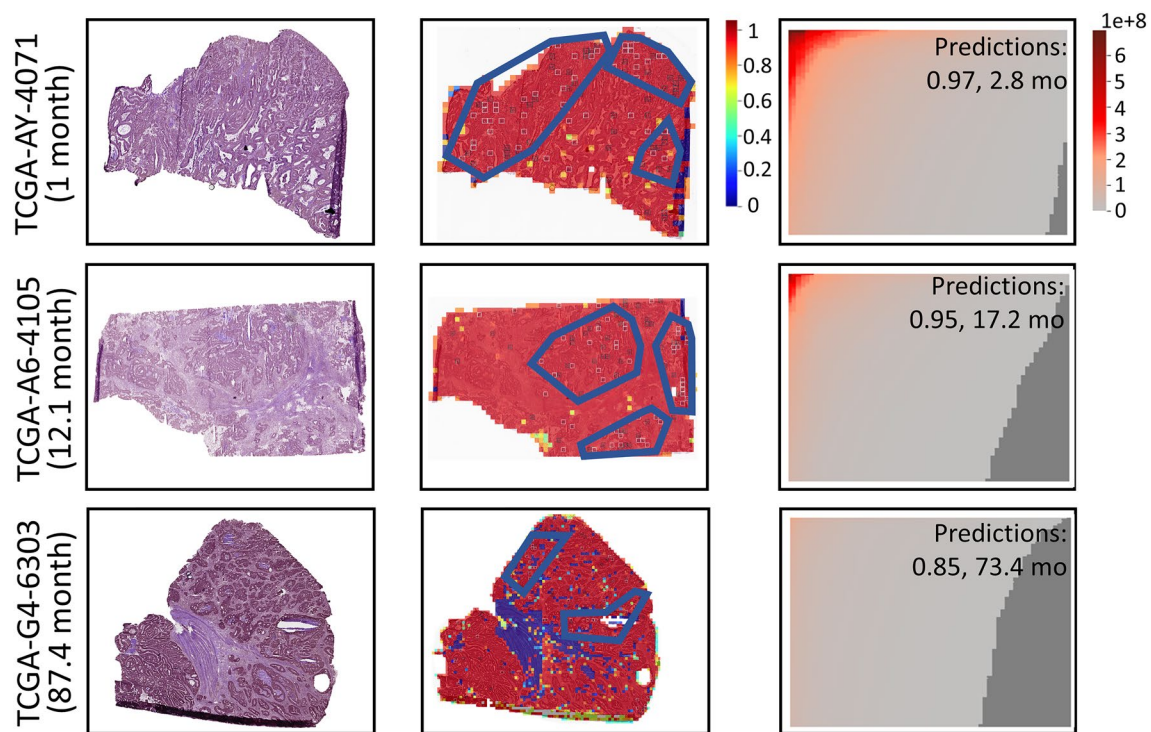 TCGA-AY-4071
(1 month)
1
0.8
0.6
0.4
0.2
0
Predictions:
0.97, 2.8 mo
1e+8
6
5
4
3
2
1
0
TCGA-A6-4105
(12.1 month)
Predictions:
0.95, 17.2 mo
TCGA-G4-6303
(87.4 month)
Predictions:
0.85, 73.4 mo